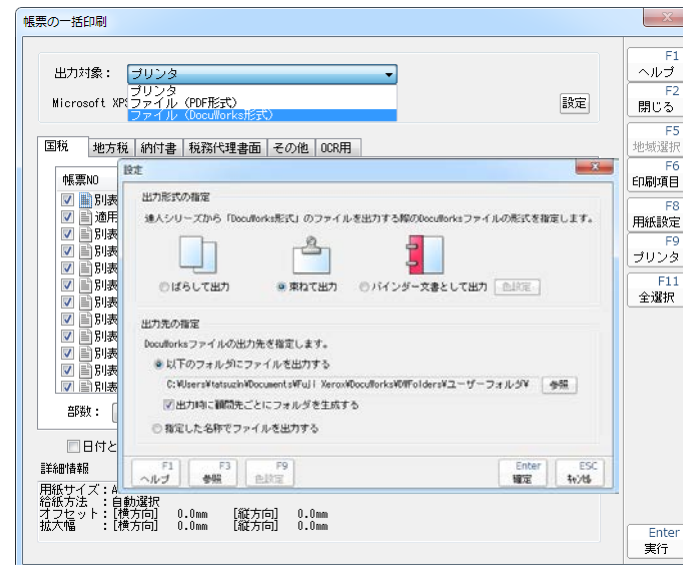 帳票の一括印刷
出力対象： プリンタ
プリンタ
ファイル（PDF形式）
ファイル（DocuWorks形式）
Microsoft XPS
設定
国税 地方税 納付書 税務代理書面 その他 OCR用
帳票NO
別表
適用
別表
別表
別表
別表
別表
別表
別表
別表
別表
別表
部数：
日付と
詳細情報
用紙サイズ：A
給紙方法 ：自動選択
オフセット：[横方向] 0.0mm [縦方向] 0.0mm
拡大幅 ：[横方向] 0.0mm [縦方向] 0.0mm
設定
出力形式の指定
達人シリーズから「DocuWorks形式」のファイルを出力する際のDocuWorksファイルの形式を指定します。
ばらして出力 束ねて出力 バインダー文書として出力 色設定
出力先の指定
DocuWorksファイルの出力先を指定します。
以下のフォルダにファイルを出力する
C:¥Users¥tatsuzin¥Documents¥Fuji Xerox¥DocuWorks¥DWFolders¥ユーザーフォルダ¥ 参照
出力時に顧問先ごとにフォルダを生成する
指定した名称でファイルを出力する
F1 F3 F9 Enter ESC
ヘルプ 参照 色設定 確定 ｷｬﾝｾﾙ
F1
ヘルプ
F2
閉じる
F5
地域選択
F6
印刷項目
F8
用紙設定
F9
プリンタ
F11
全選択
Enter
実行